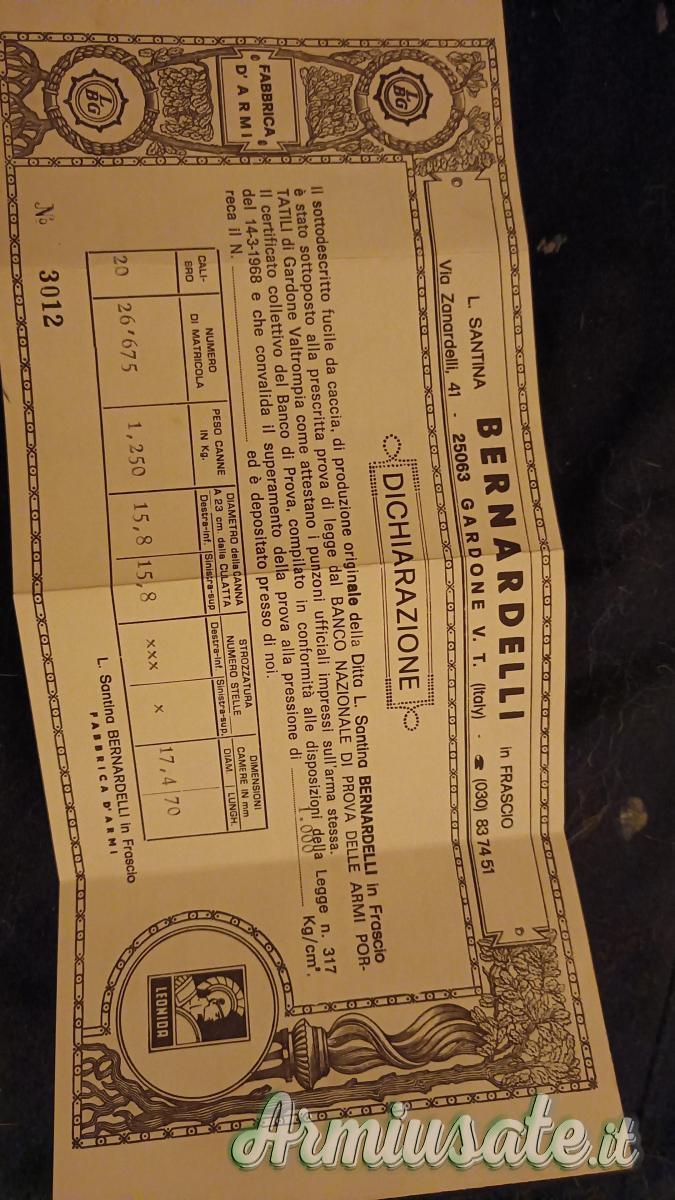 FABBRICA
D'ARMI
LBG
LBG
L. SANTINA BERNARDELLI in FRASCIO
Via Zanardelli, 41 - 25063 GARDONE V. T. (Italy) - ☎ (030) 83 74 51
DICHIARAZIONE
Il sottodescritto fucile da caccia, di produzione originale della Ditta L. Santina BERNARDELLI in Frascio
è stato sottoposto alla prescritta prova di legge dal BANCO NAZIONALE DI PROVA DELLE ARMI POR-
TATILI di Gardone Valtrompia come attestano i punzoni ufficiali impressi sull'arma stessa.
Il certificato collettivo del Banco di Prova, compilato in conformità alle disposizioni della Legge n. 317
del 14-3-1968 e che convalida il superamento della prova alla pressione di 1.000 Kg/cm².
reca il N. ........ ed è depositato presso di noi.
CALI-
BRO
NUMERO
DI MATRICOLA
PESO CANNE
IN Kg.
DIAMETRO della CANNA
A 23 cm. dalla CULATTA
Destra-inf. Sinistra-sup
STROZZATURA
NUMERO STELLE
Destra-inf. Sinistra-sup.
DIMENSIONI
CAMERE IN mm
DIAM. LUNGH.
20 26'675 1,250 15,8 15,8 xxx x 17,4 70
L. Santina BERNARDELLI in Frascio
FABBRICA D'ARMI
No 3012
LEONIDA
Armiusate.it